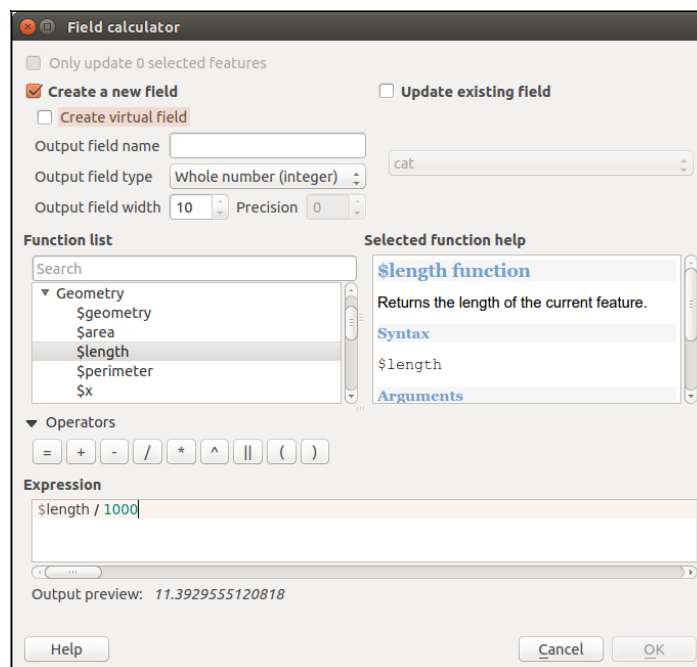 Field calculator
Only update 0 selected features
Create a new field
Update existing field
Create virtual field
Output field name
cat
Output field type Whole number (integer)
Output field width 10 Precision 0
Function list
Selected function help
Search
$length function
Geometry
Returns the length of the current feature.
$geometry
$area
Syntax
$length
$length
$perimeter
$x
Arguments
Operators
= + - / * ^ || ( )
Expression
$length / 1000
Output preview: 11.3929555120818
Help Cancel OK